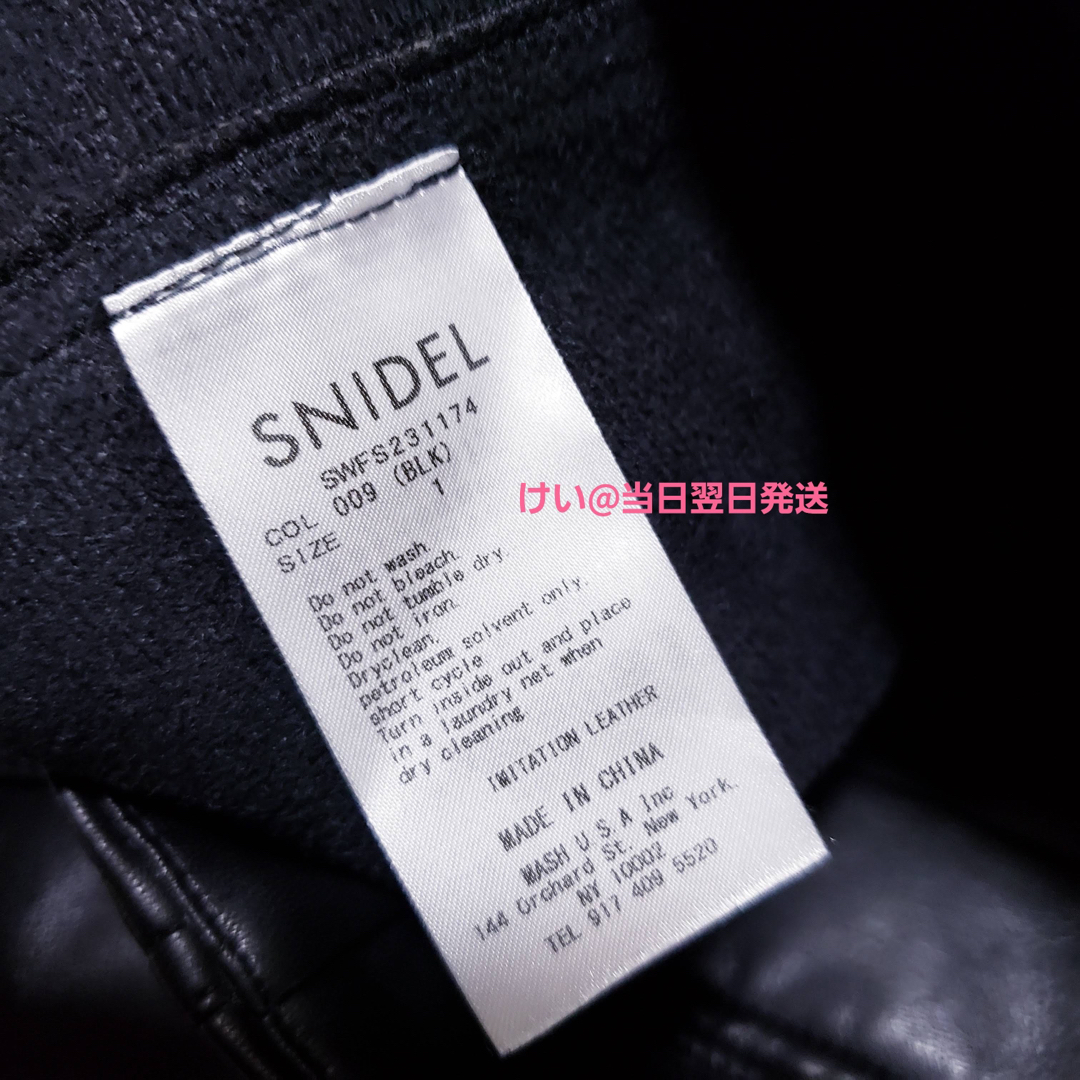 SNIDEL
SWFS231174
COL 009 (BLK)
SIZE 1
けい@当日翌日発送
Do not wash.
Do not bleach.
Do not tumble dry.
Do not iron.
Dryclean.
petroleum solvent only.
short cycle
Turn inside out and place
in a laundry net when
dry cleaning
IMITATION LEATHER
MADE IN CHINA
MASH U.S.A Inc
144 Orchard St. New York.
NY 10002
TEL 917 409 5520